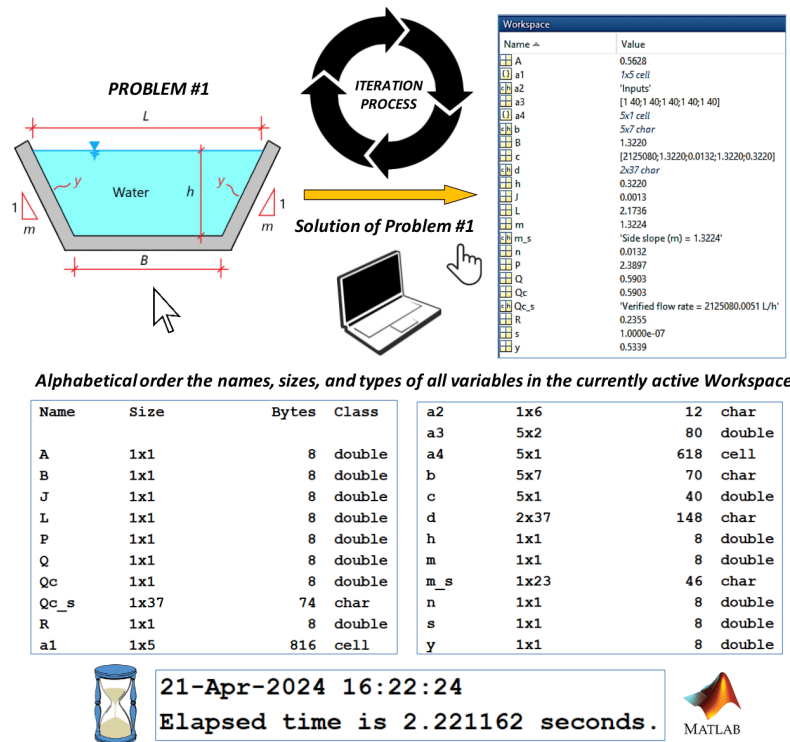 PROBLEM #1
L
y
Water
h
y
1
m
1
m
B
ITERATION
PROCESS
Solution of Problem #1
Workspace
Name Value
A 0.5628
{} a1 1x5 cell
ch a2 'Inputs'
a3 [1 40;1 40;1 40;1 40;1 40]
{} a4 5x1 cell
ch b 5x7 char
B 1.3220
c [2125080;1.3220;0.0132;1.3220;0.3220]
ch d 2x37 char
h 0.3220
J 0.0013
L 2.1736
m 1.3224
ch m_s 'Side slope (m) = 1.3224'
n 0.0132
P 2.3897
Q 0.5903
Qc 0.5903
ch Qc_s 'Verified flow rate = 2125080.0051 L/h'
R 0.2355
s 1.0000e-07
y 0.5339
Alphabetical order the names, sizes, and types of all variables in the currently active Workspace
Name Size Bytes Class
A 1x1 8 double
B 1x1 8 double
J 1x1 8 double
L 1x1 8 double
P 1x1 8 double
Q 1x1 8 double
Qc 1x1 8 double
Qc_s 1x37 74 char
R 1x1 8 double
a1 1x5 816 cell
a2 1x6 12 char
a3 5x2 80 double
a4 5x1 618 cell
b 5x7 70 char
c 5x1 40 double
d 2x37 148 char
h 1x1 8 double
m 1x1 8 double
m_s 1x23 46 char
n 1x1 8 double
s 1x1 8 double
y 1x1 8 double
21-Apr-2024 16:22:24
Elapsed time is 2.221162 seconds.
MATLAB